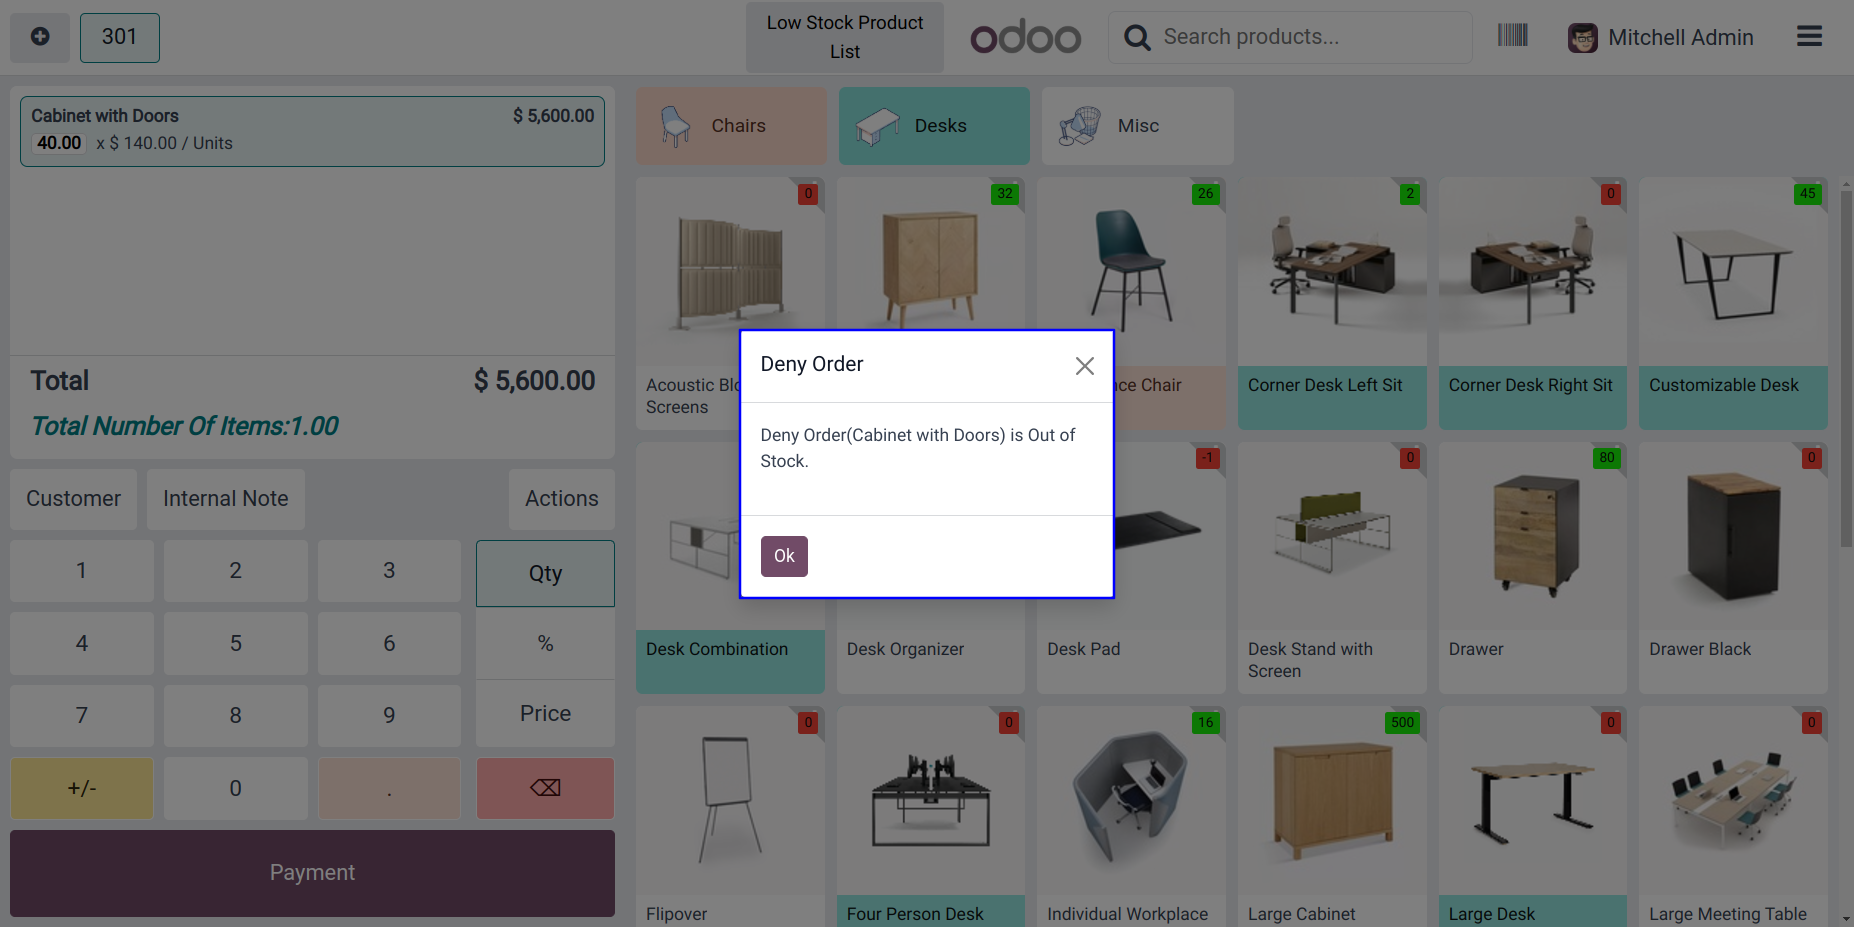 301
Low Stock Product
List
odoo
Search products...
Mitchell Admin
Cabinet with Doors
$ 5,600.00
40.00 x $ 140.00 / Units
Total
$ 5,600.00
Total Number Of Items:1.00
Customer
Internal Note
Actions
1
2
3
Qty
4
5
6
%
7
8
9
Price
+/-
0
.
Payment
Chairs
Desks
Misc
0
32
26
2
0
45
Acoustic Blo
Screens
ce Chair
Corner Desk Left Sit
Corner Desk Right Sit
Customizable Desk
Deny Order
Deny Order(Cabinet with Doors) is Out of
Stock.
Ok
-1
0
80
0
Desk Combination
Desk Organizer
Desk Pad
Desk Stand with
Screen
Drawer
Drawer Black
0
0
16
500
0
0
Flipover
Four Person Desk
Individual Workplace
Large Cabinet
Large Desk
Large Meeting Table